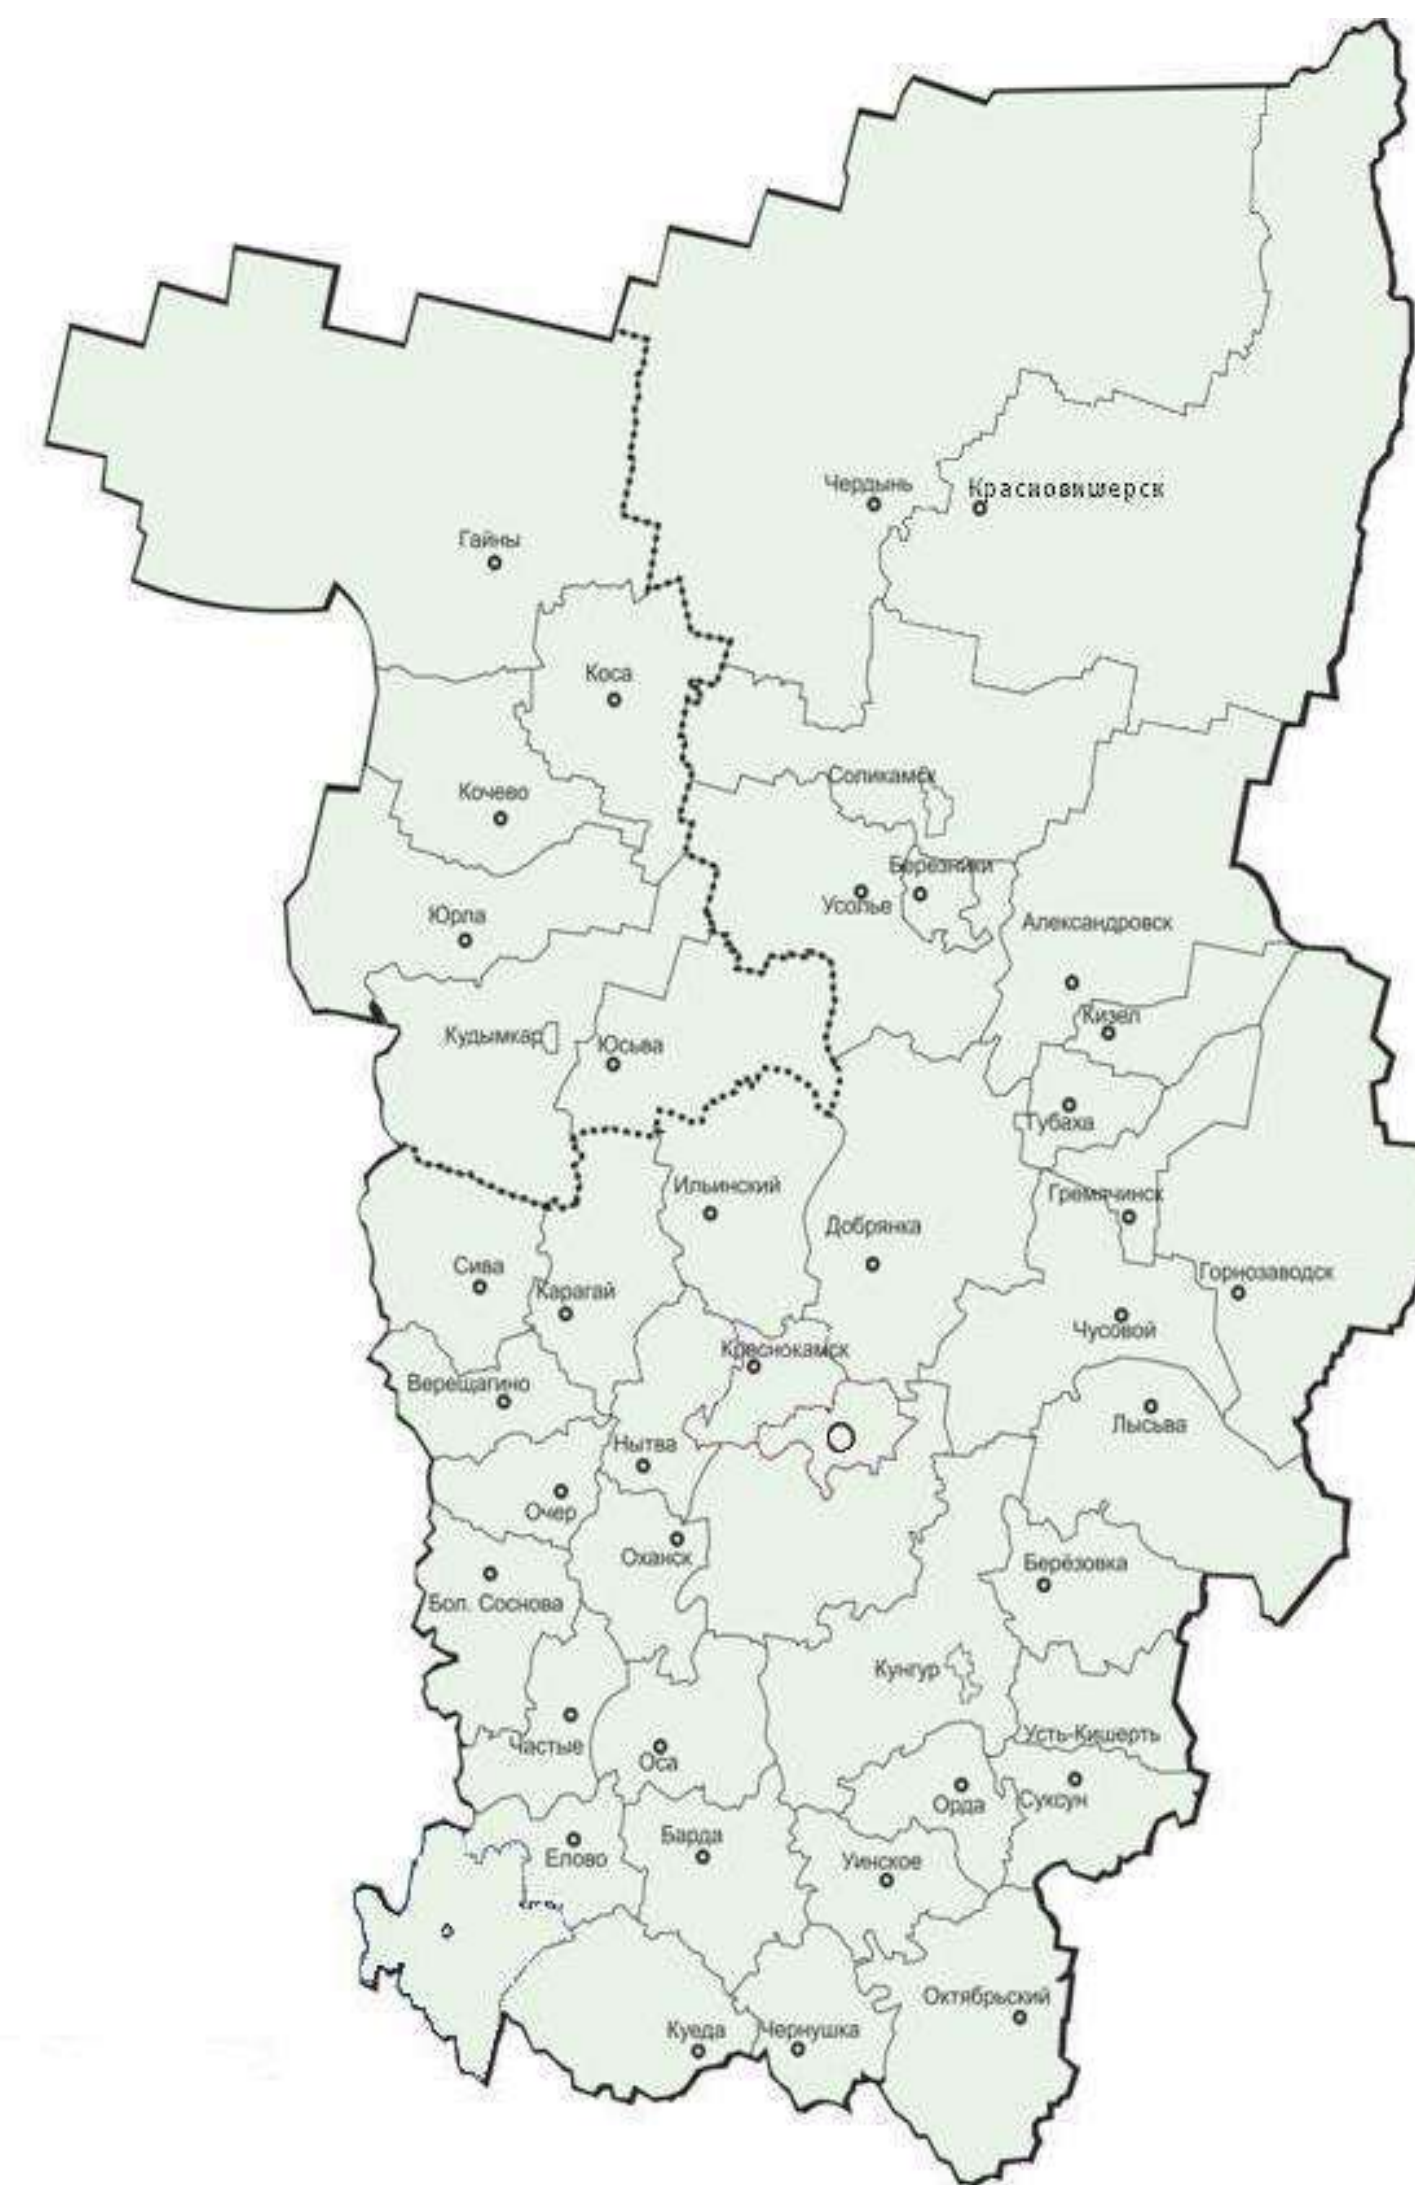 Чердынь
Красновишерск
Гайны
Коса
Соликамск
Кочево
Березники
Усолье
Юрла
Александровск
Кизел
Кудымкар
Юсьва
Губаха
Ильинский
Гремячинск
Добрянка
Сива
Горнозаводск
Карагай
Чусовой
Краснокамск
Верещагино
Лысьва
Нытва
Очер
Оханск
Берёзовка
Бол. Соснова
Кунгур
Усть-Кишерть
Частые
Оса
Орда
Суксун
Барда
Елово
Уинское
Октябрьский
Куеда
Чернушка